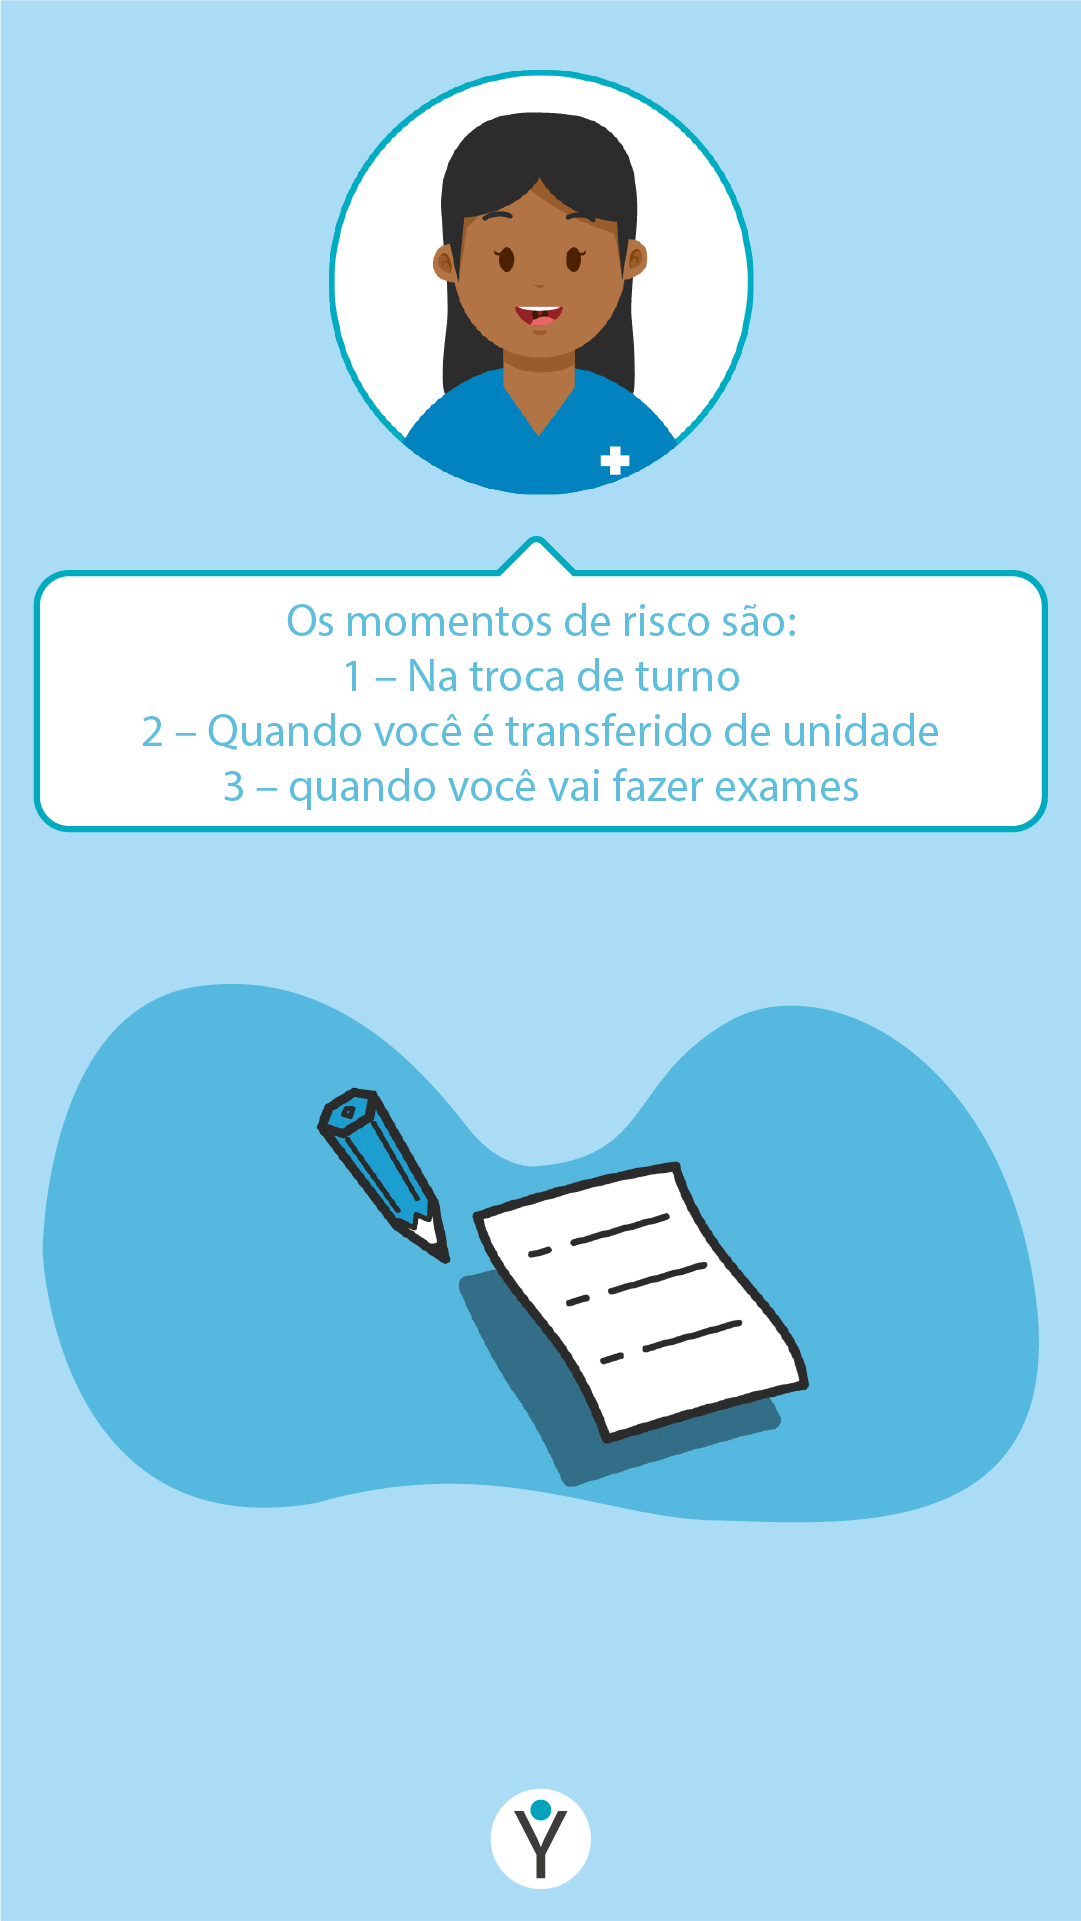 Os momentos de risco são:
1 – Na troca de turno
2 – Quando você é transferido de unidade
3 – quando você vai fazer exames
Y